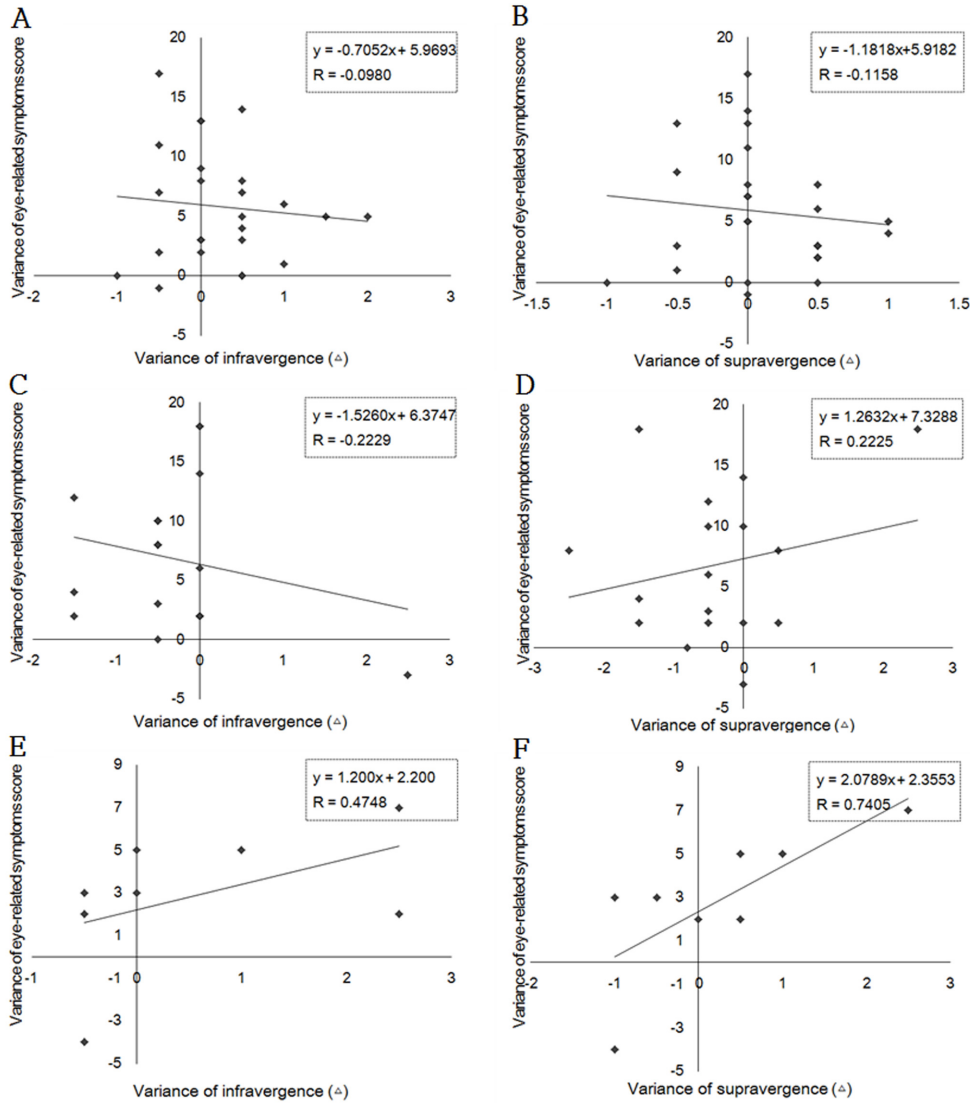 A
Variance of eye-related symptoms score
20
15
10
5
0
-5
-2 -1 0 1 2 3
y = -0.7052x + 5.9693
R = -0.0980
Variance of infravergence (△)
B
Variance of eye-related symptoms score
20
15
10
5
0
-5
-1.5 -1 -0.5 0 0.5 1 1.5
y = -1.1818x+5.9182
R = -0.1158
Variance of supravergence (△)
C
Variance of eye-related symptoms score
20
15
10
5
0
-5
-2 -1 0 1 2 3
y = -1.5260x + 6.3747
R = -0.2229
Variance of infravergence (△)
D
Variance of eye-related symptoms score
20
15
10
5
0
-5
-3 -2 -1 0 1 2 3
y = 1.2632x + 7.3288
R = 0.2225
Variance of supravergence (△)
E
Variance of eye-related symptoms score
9
7
5
3
1
-1
-3
-5
-1 0 1 2 3
y = 1.200x + 2.200
R = 0.4748
Variance of infravergence (△)
F
Variance of eye-related symptoms score
9
7
5
3
1
-1
-3
-5
-2 -1 0 1 2 3
y = 2.0789x + 2.3553
R = 0.7405
Variance of supravergence (△)